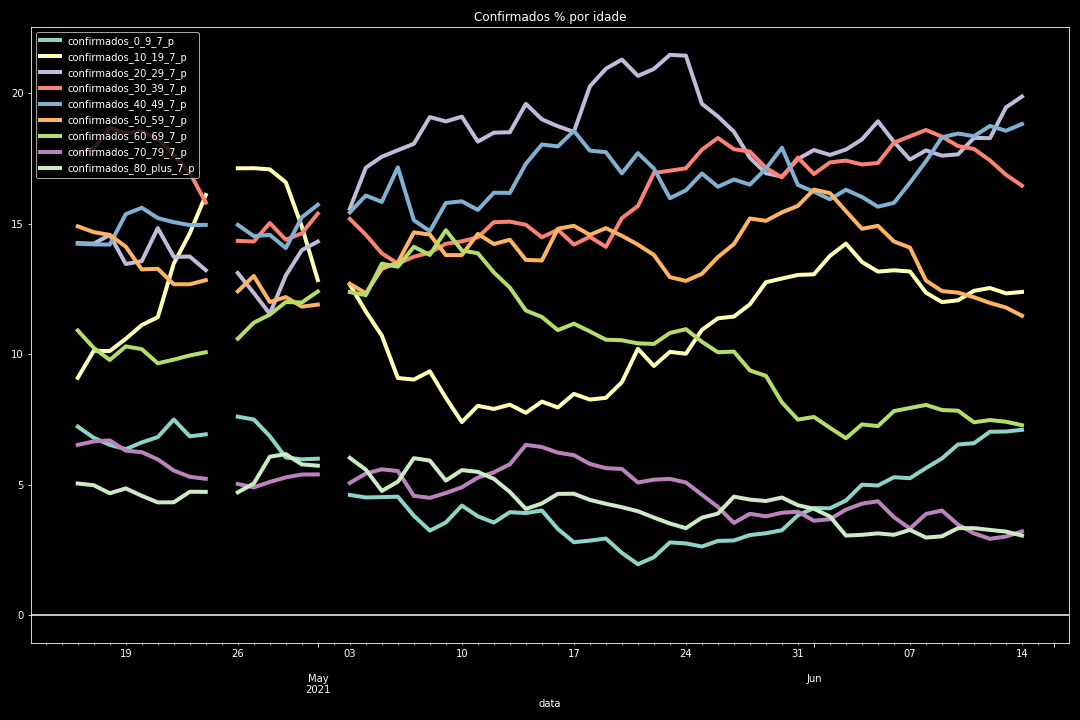 Confirmados % por idade
confirmados_0_9_7_p
confirmados_10_19_7_p
confirmados_20_29_7_p
confirmados_30_39_7_p
confirmados_40_49_7_p
confirmados_50_59_7_p
confirmados_60_69_7_p
confirmados_70_79_7_p
confirmados_80_plus_7_p
20
15
10
5
0
19 26 03 10 17 24 31 07 14
May Jun
2021
data